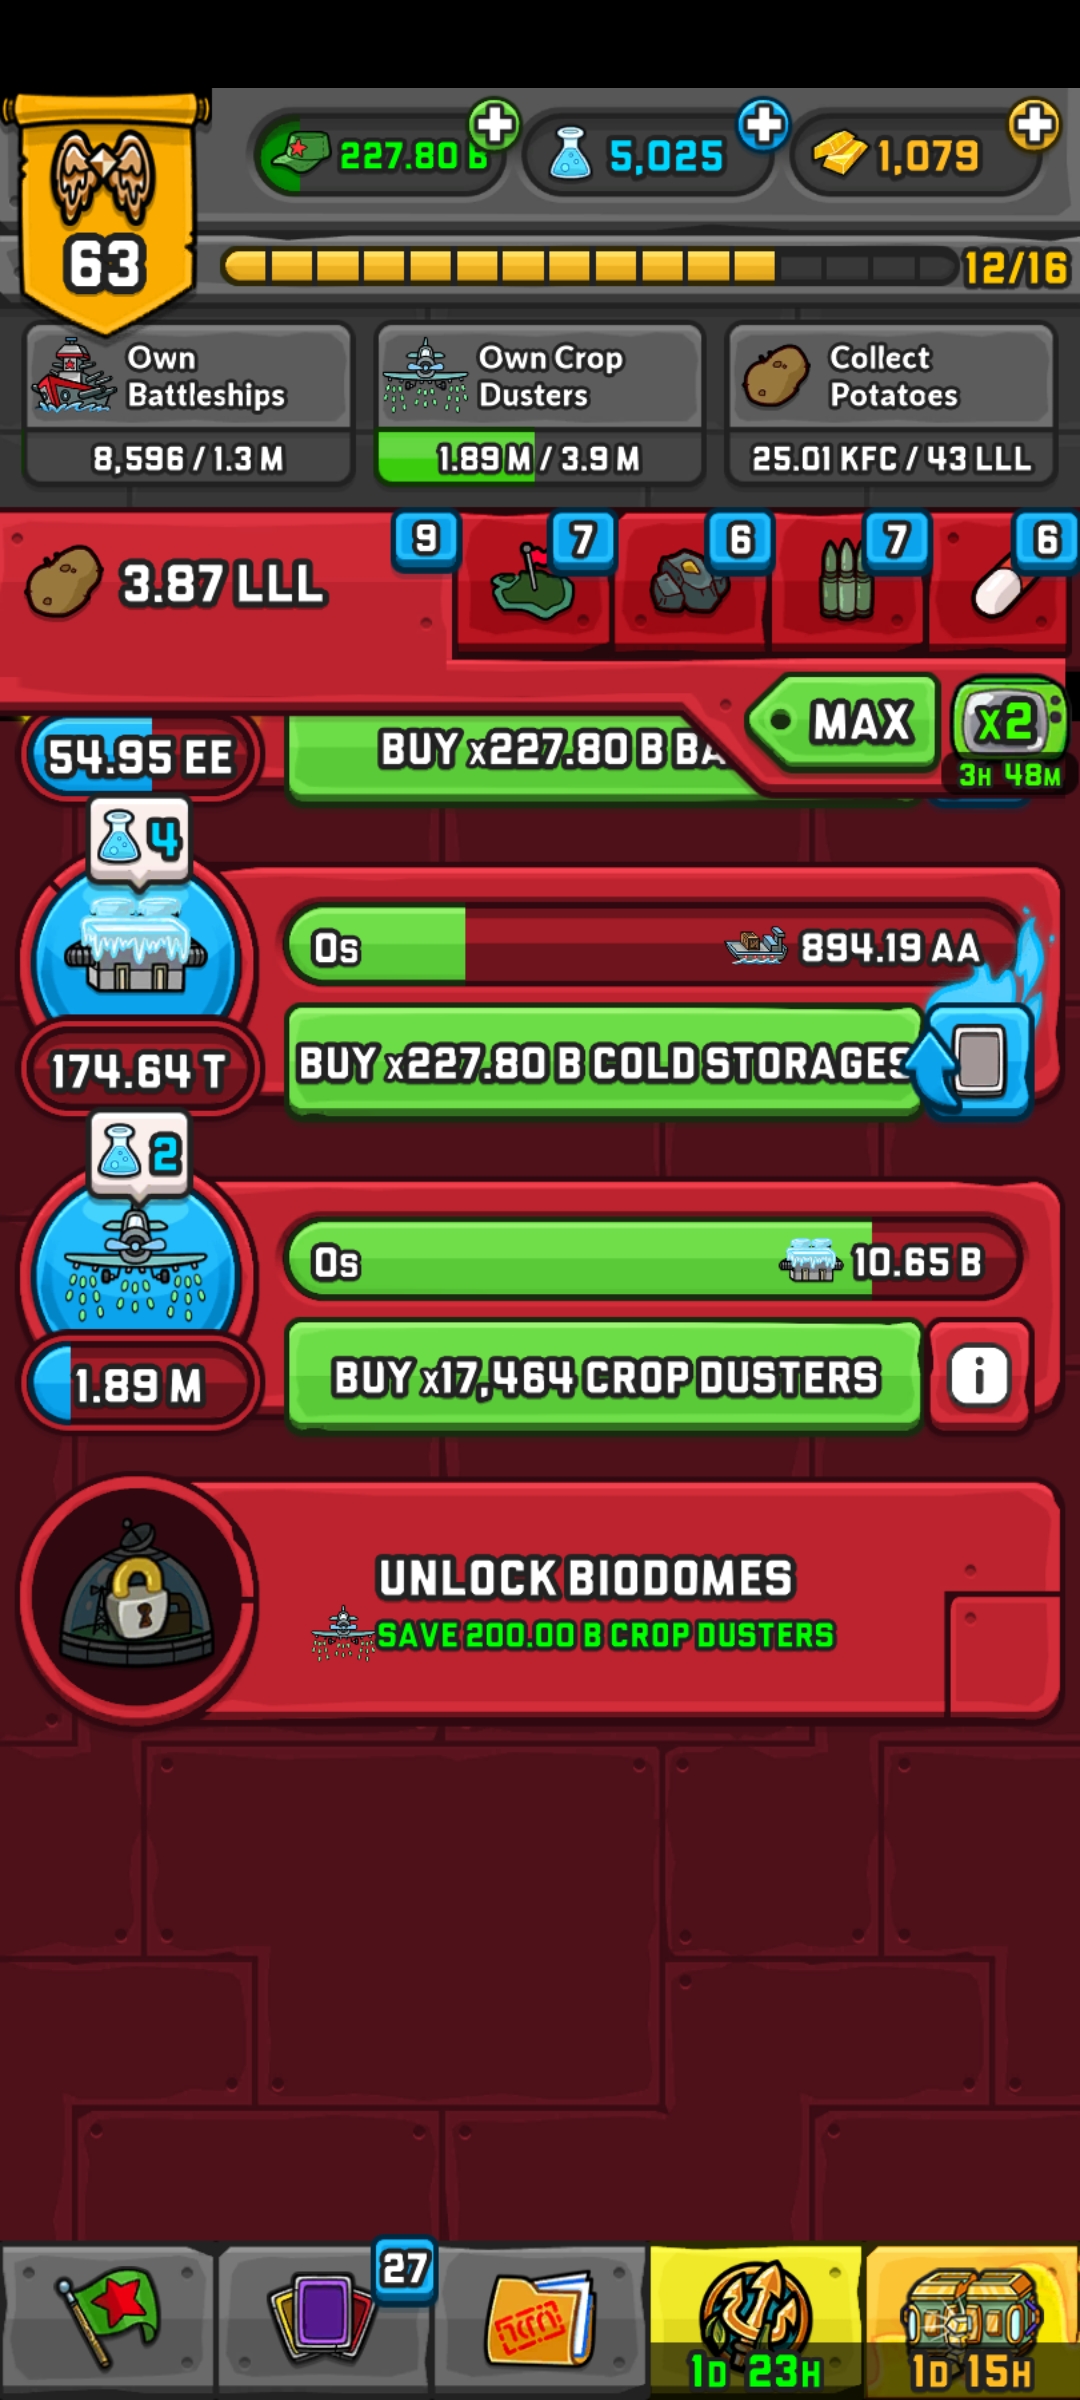 227.80 B
5,025
1,079
63
12/16
Own
Battleships
8,596 / 1.3 M
Own Crop
Dusters
1.89 M / 3.9 M
Collect
Potatoes
25.01 KFC / 43 LLL
3.87 LLL
9
7
6
7
6
MAX
x2
3H 48M
54.95 EE
BUY x227.80 B
4
0s
894.19 AA
174.64 T
BUY x227.80 B COLD STORAGES
2
0s
10.65 B
1.89 M
BUY x17,464 CROP DUSTERS
i
UNLOCK BIODOMES
SAVE 200.00 B CROP DUSTERS
27
1D 23H
1D 15H